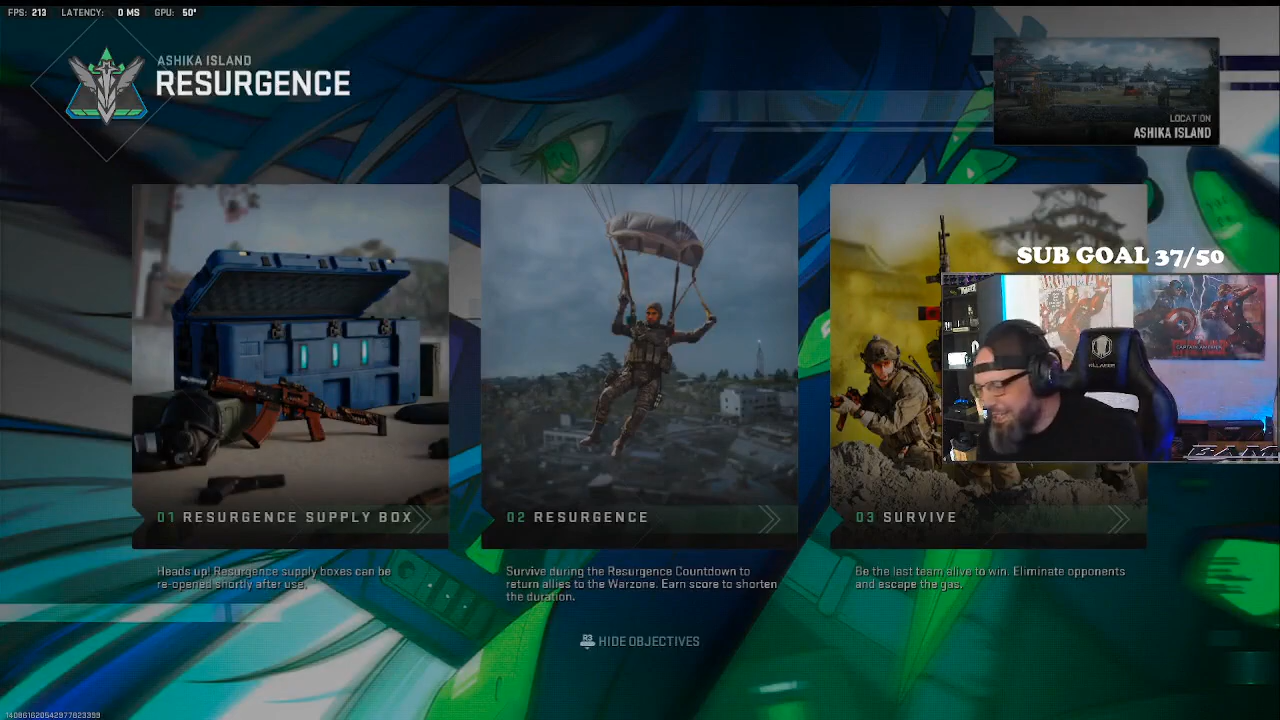 FPS: 213 LATENCY: 0 MS GPU: 50°
ASHIKA ISLAND
RESURGENCE
LOCATION
ASHIKA ISLAND
SUB GOAL 37/50
01 RESURGENCE SUPPLY BOX
Heads up! Resurgence supply boxes can be
re-opened shortly after use.
02 RESURGENCE
Survive during the Resurgence Countdown to
return allies to the Warzone. Earn score to shorten
the duration.
03 SURVIVE
Be the last team alive to win. Eliminate opponents
and escape the gas.
R3 HIDE OBJECTIVES